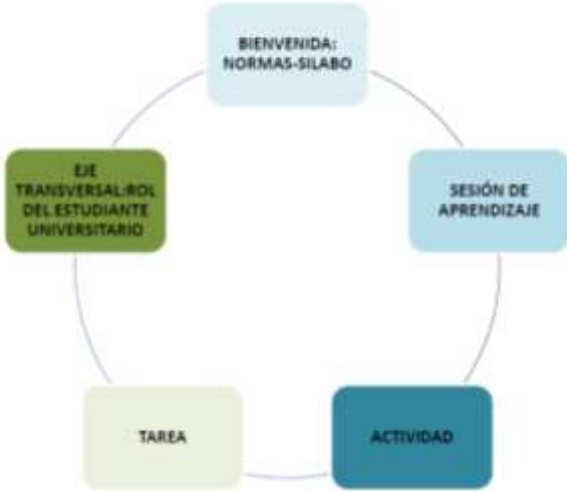 BIENVENIDA:
NORMAS-SILABO
SESIÓN DE
APRENDIZAJE
ACTIVIDAD
TAREA
EJE
TRANSVERSAL:ROL
DEL ESTUDIANTE
UNIVERSITARIO